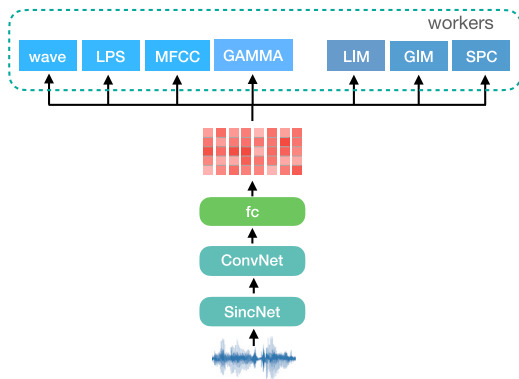 workers
wave LPS MFCC GAMMA LIM GIM SPC
fc
ConvNet
SincNet